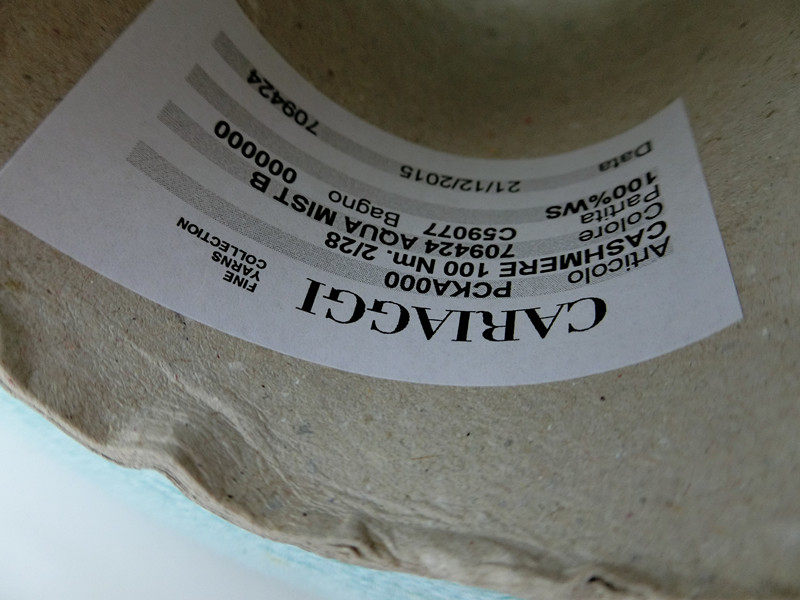 CARIAGGI FINE YARNS COLLECTION
Articolo PCKA000
CASHMERE 100 Nm. 2/28
Colore 709424 AQUA MIST B
Partita C59077 Bagno 000000
100%WS
Data 21/12/2015 709424